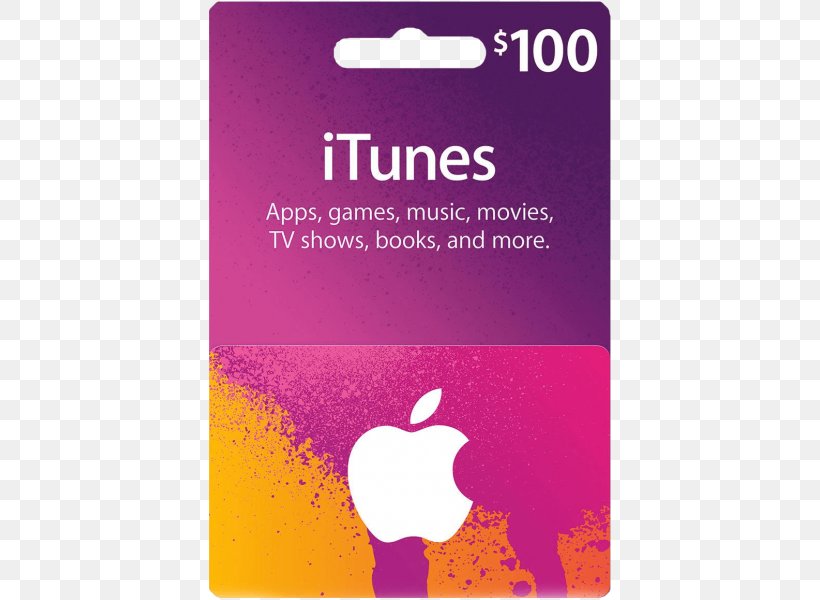 $100
iTunes
Apps, games, music, movies,
TV shows, books, and more.